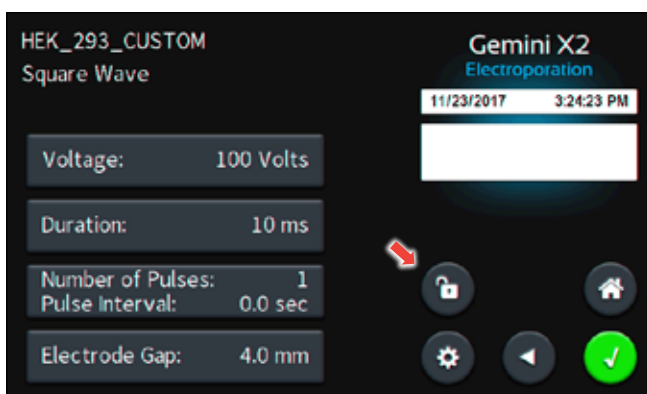 HEK_293_CUSTOM
Square Wave
Gemini X2
Electroporation
11/23/2017 3:24:23 PM
Voltage: 100 Volts
Duration: 10 ms
Number of Pulses: 1
Pulse Interval: 0.0 sec
Electrode Gap: 4.0 mm